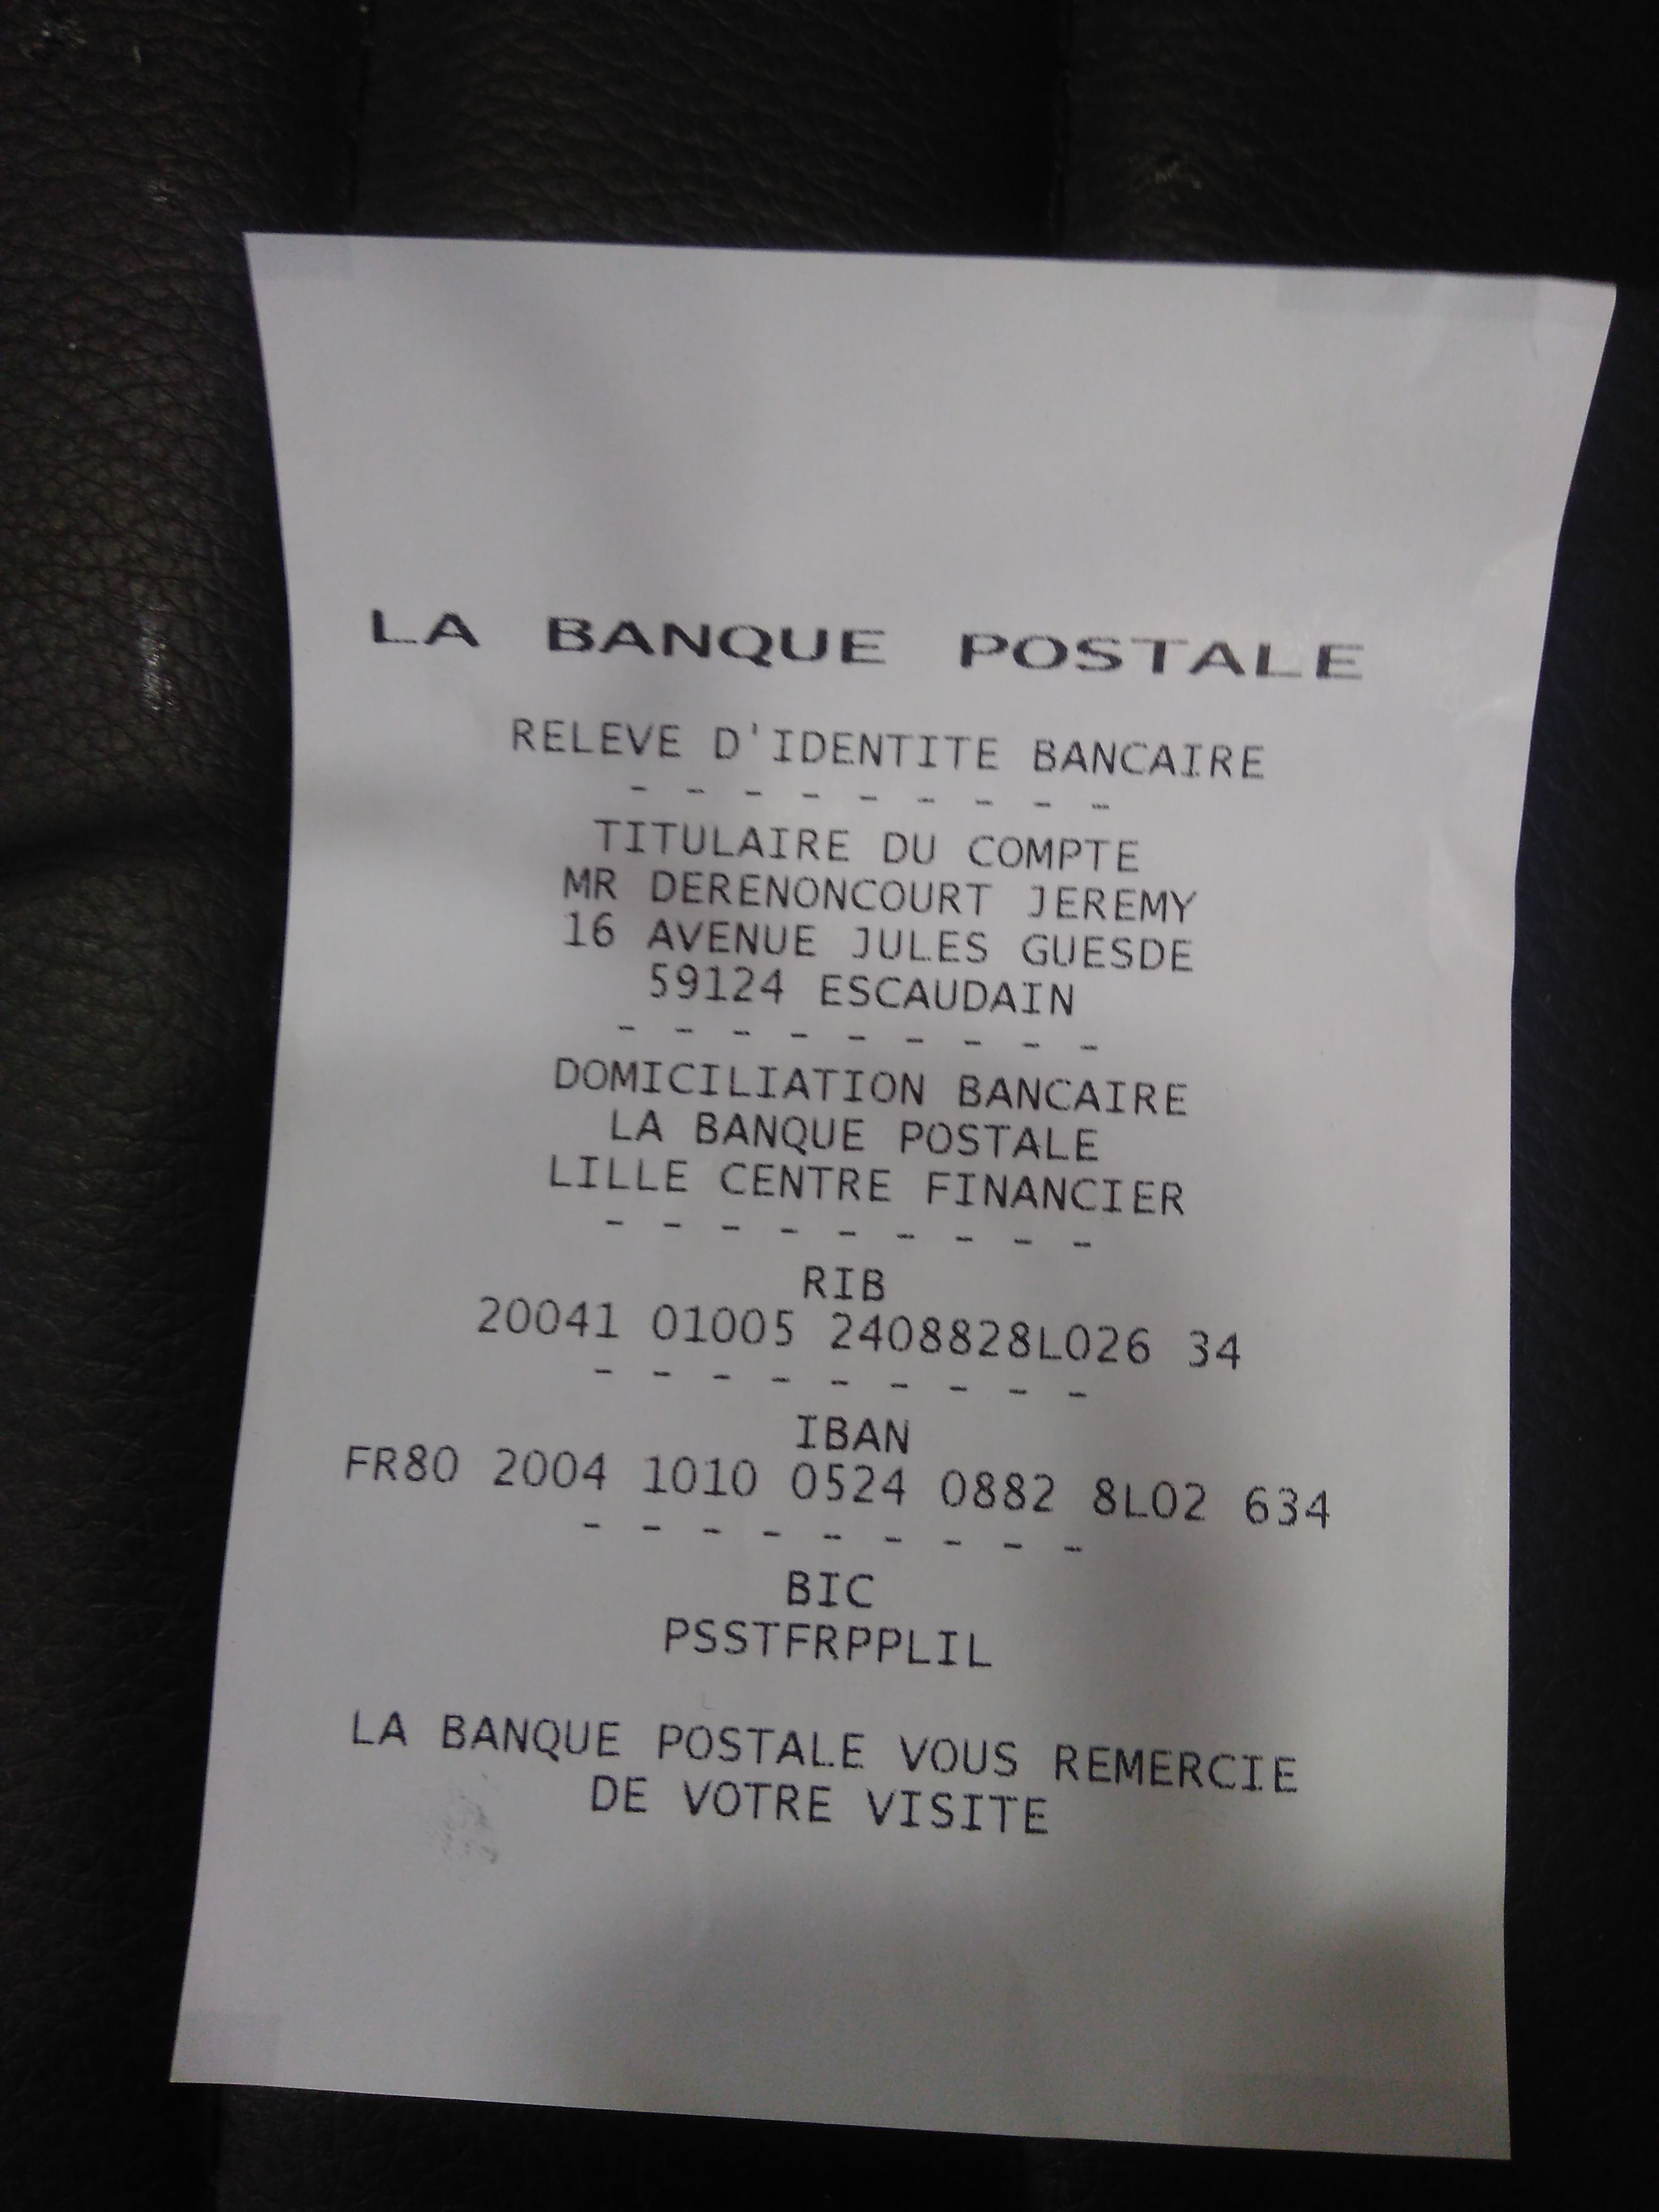 LA BANQUE POSTALE
RELEVE D'IDENTITE BANCAIRE
- - - - - - - - -
TITULAIRE DU COMPTE
MR DERENONCOURT JEREMY
16 AVENUE JULES GUESDE
59124 ESCAUDAIN
- - - - - - - - -
DOMICILIATION BANCAIRE
LA BANQUE POSTALE
LILLE CENTRE FINANCIER
- - - - - - - - -
RIB
20041 01005 2408828L026 34
- - - - - - - - -
IBAN
FR80 2004 1010 0524 0882 8L02 634
- - - - - - - - -
BIC
PSSTFRPPLIL
LA BANQUE POSTALE VOUS REMERCIE
DE VOTRE VISITE